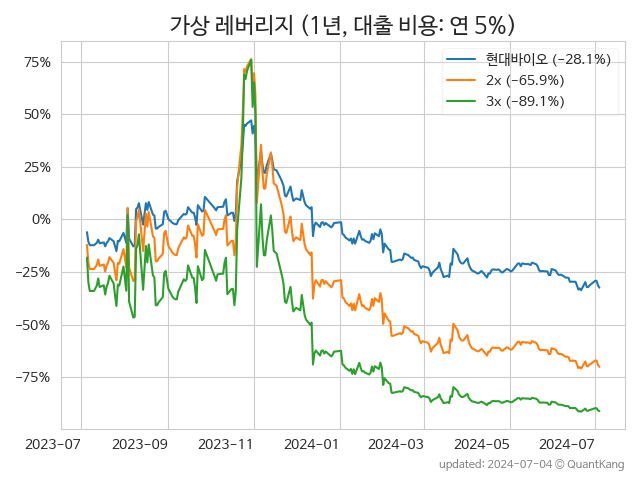 가상 레버리지 (1년, 대출 비용: 연 5%)
현대바이오 (−28.1%)
2x (−65.9%)
3x (−89.1%)
75%
50%
25%
0%
−25%
−50%
−75%
2023-07
2023-09
2023-11
2024-01
2024-03
2024-05
2024-07
updated: 2024-07-04 © QuantKang